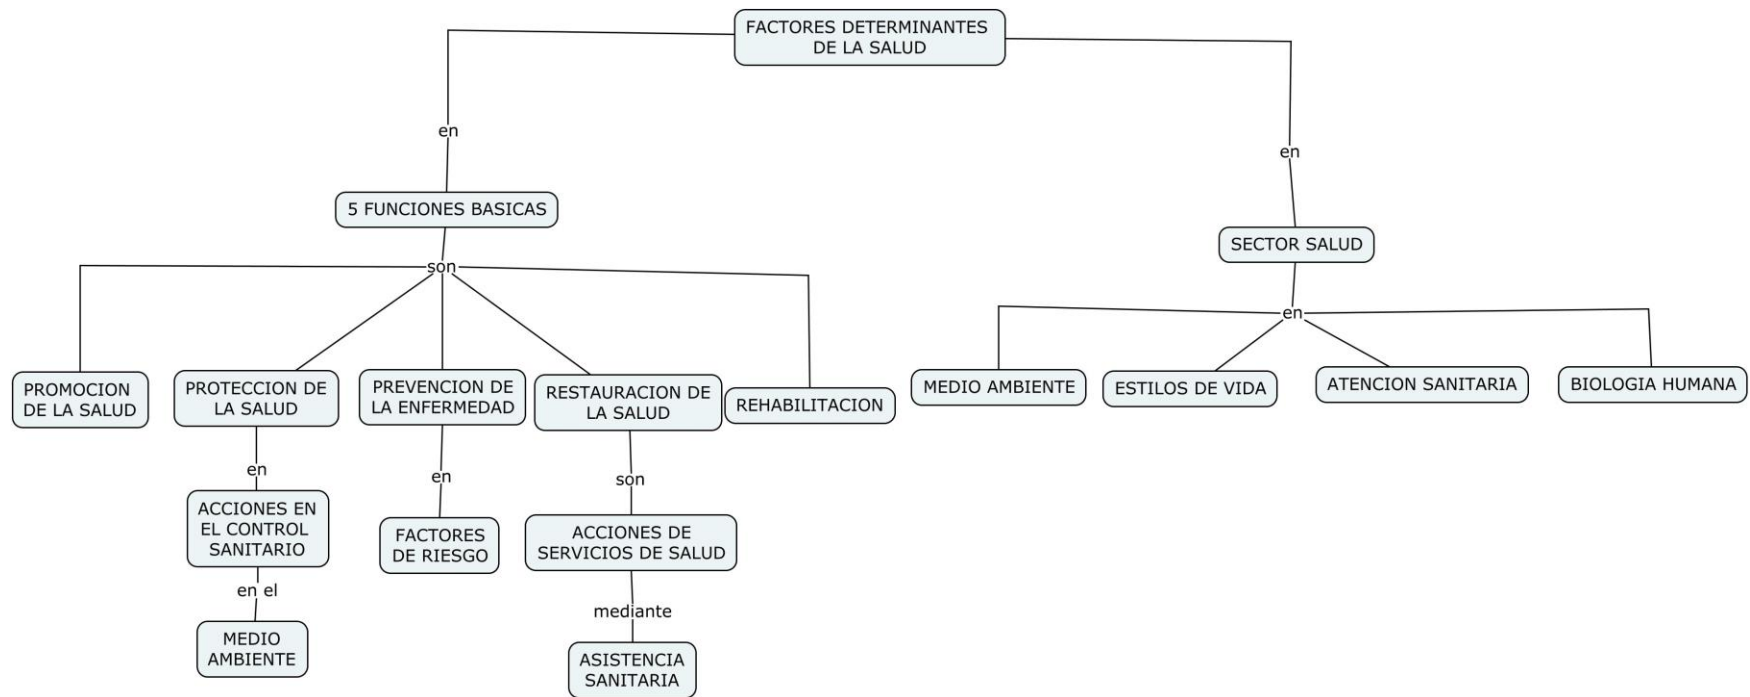 FACTORES DETERMINANTES
DE LA SALUD
en
en
5 FUNCIONES BASICAS
SECTOR SALUD
son
en
PROMOCION
DE LA SALUD
PROTECCION DE
LA SALUD
PREVENCION DE
LA ENFERMEDAD
RESTAURACION DE
LA SALUD
REHABILITACION
MEDIO AMBIENTE
ESTILOS DE VIDA
ATENCION SANITARIA
BIOLOGIA HUMANA
en
en
son
ACCIONES EN
EL CONTROL
SANITARIO
FACTORES
DE RIESGO
ACCIONES DE
SERVICIOS DE SALUD
en el
mediante
MEDIO
AMBIENTE
ASISTENCIA
SANITARIA